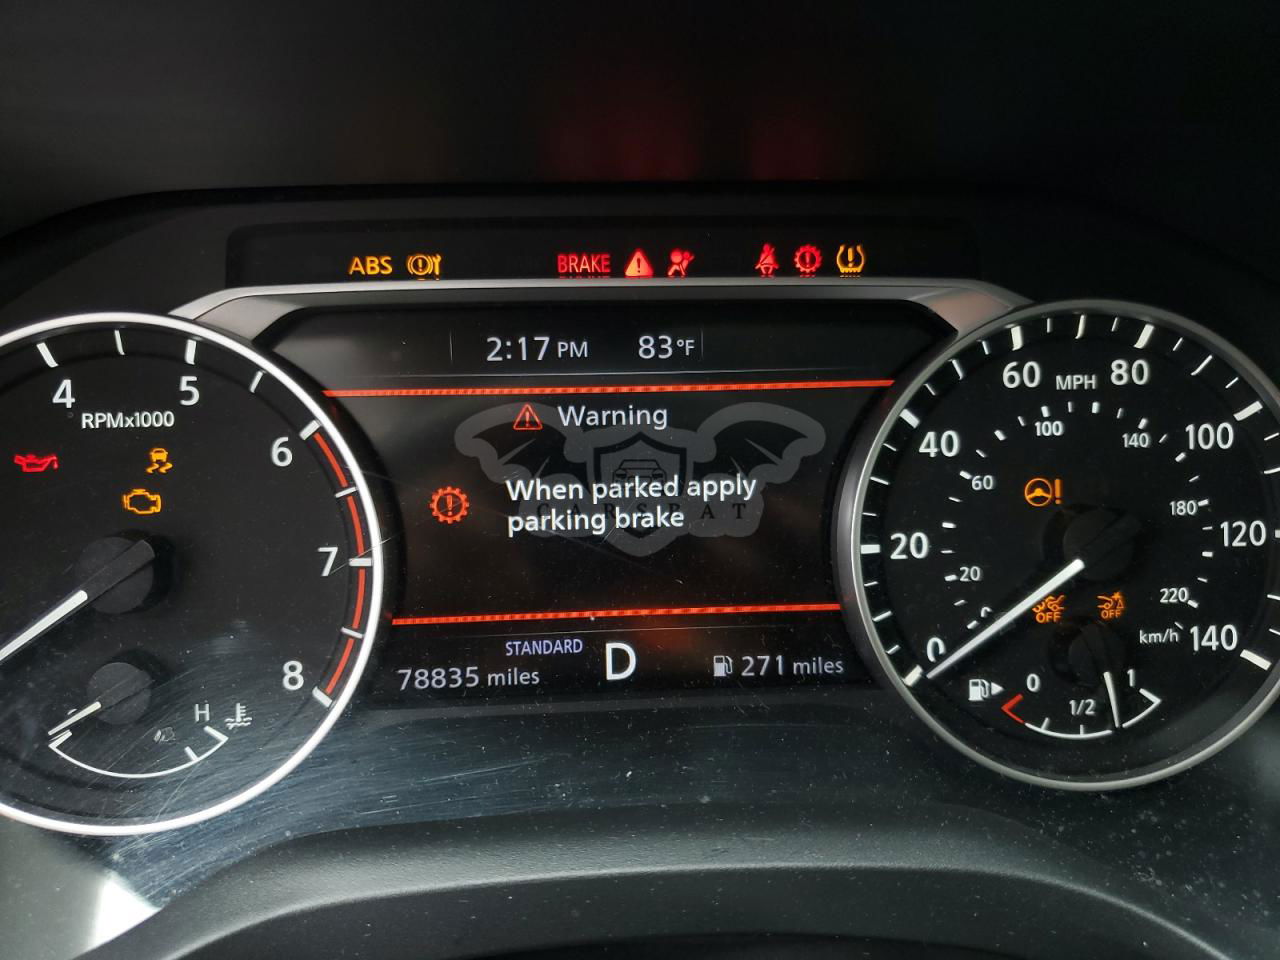 ABS
BRAKE
2:17 PM 83°F
Warning
When parked apply
parking brake
CARSPAT
STANDARD
78835 miles D 271 miles
4
5
6
7
8
RPMx1000
H
0
20
40
60
80
100
120
140
MPH
20
60
100
140
180
220
km/h
OFF
OFF
0
1/2
1